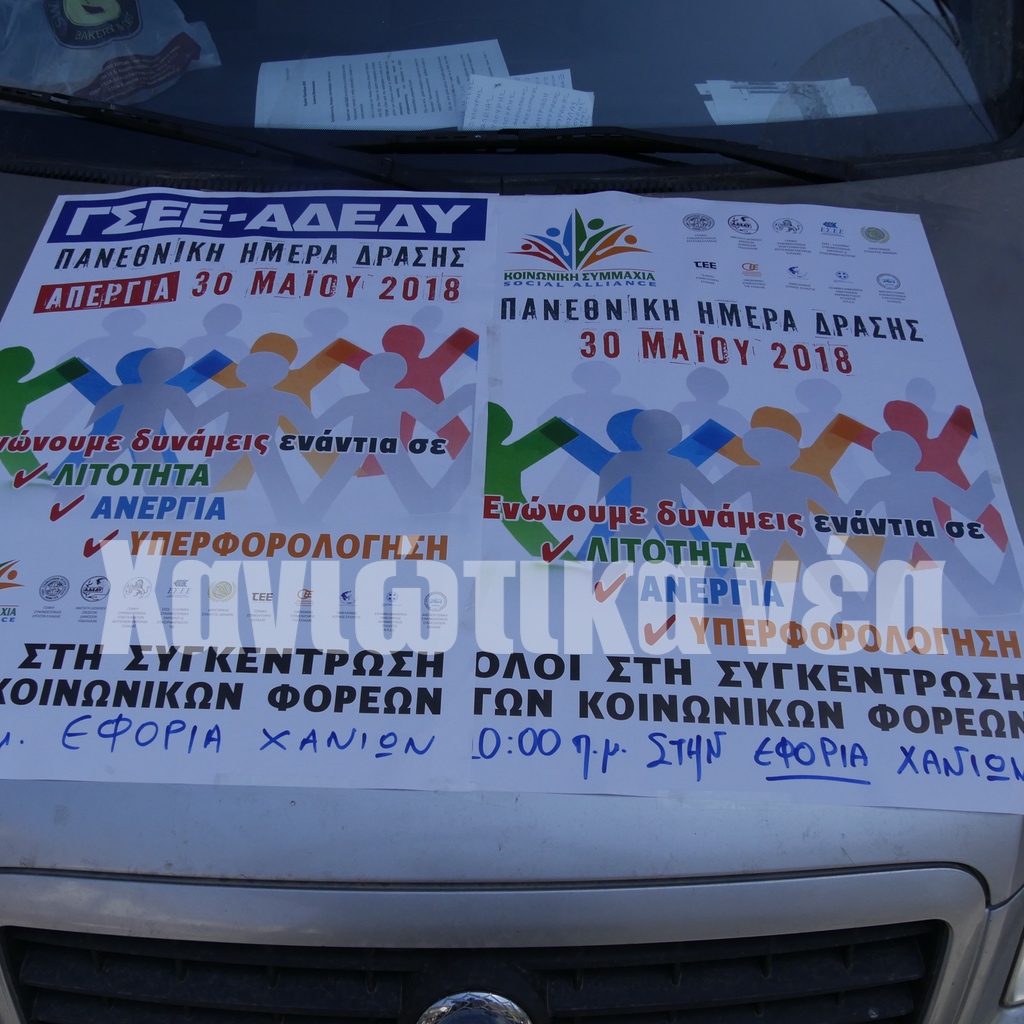 ΓΣΕΕ-ΑΔΕΔΥ
ΠΑΝΕΘΝΙΚΗ ΗΜΕΡΑ ΔΡΑΣΗΣ
ΑΠΕΡΓΙΑ 30 ΜΑΪΟΥ 2018
νώνουμε δυνάμεις ενάντια σε
✓ ΛΙΤΟΤΗΤΑ
✓ ΑΝΕΡΓΙΑ
✓ ΥΠΕΡΦΟΡΟΛΟΓΗΣΗ
ΤΕΕ
ΣΤΗ ΣΥΓΚΕΝΤΡΩΣΗ
ΚΟΙΝΩΝΙΚΩΝ ΦΟΡΕΩΝ
μ. ΕΦΟΡΙΑ ΧΑΝΙΩΝ
ΚΟΙΝΩΝΙΚΗ ΣΥΜΜΑΧΙΑ
SOCIAL ALLIANCE
ΤΕΕ
ΠΑΝΕΘΝΙΚΗ ΗΜΕΡΑ ΔΡΑΣΗΣ
30 ΜΑΪΟΥ 2018
Ενώνουμε δυνάμεις ενάντια σε
✓ ΛΙΤΟΤΗΤΑ
✓ ΑΝΕΡΓΙΑ
✓ ΥΠΕΡΦΟΡΟΛΟΓΗΣΗ
ΟΛΟΙ ΣΤΗ ΣΥΓΚΕΝΤΡΩΣΗ
ΤΩΝ ΚΟΙΝΩΝΙΚΩΝ ΦΟΡΕΩΝ
0:00 π.μ. ΣΤΗΝ ΕΦΟΡΙΑ ΧΑΝΙΩΝ
Χανιώτικα νέα